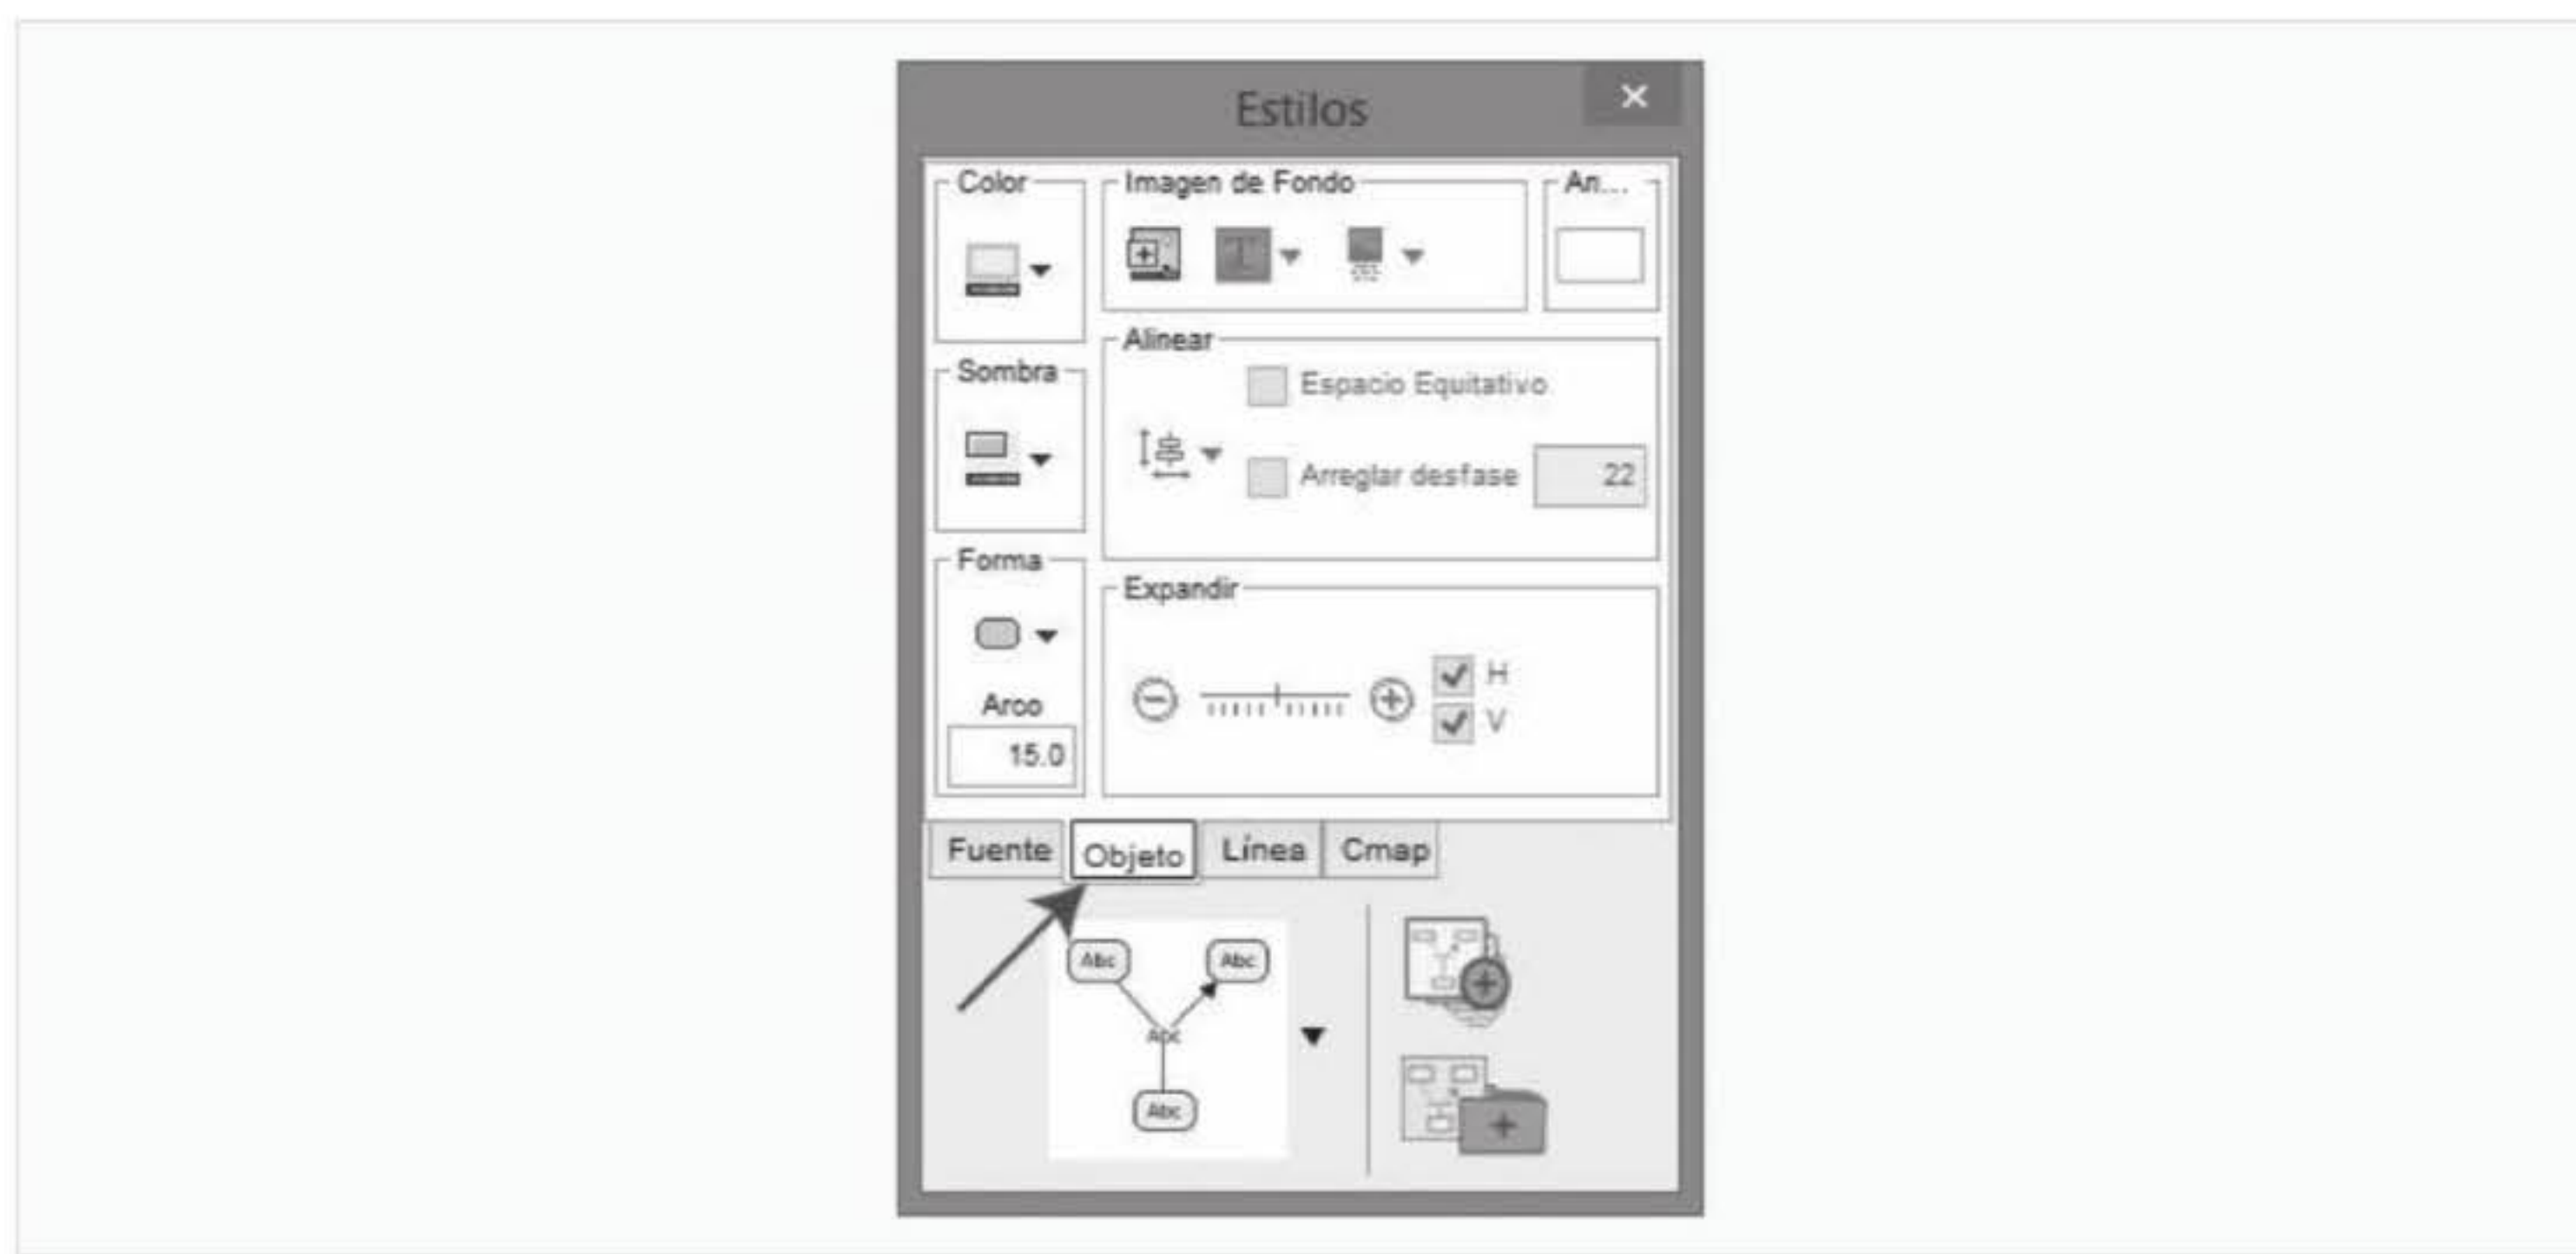 Estilos
Color
Imagen de Fondo
An...
Alinear
Espacio Equitativo
Sombra
Arreglar desfase 22
Forma
Expandir
H
Arco
V
15.0
Fuente Objeto Línea Cmap
Abc Abc
Abc
Abc